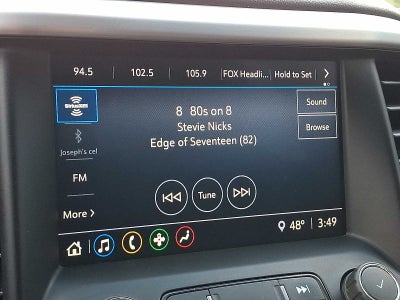 94.5 102.5 105.9 FOX Headli... Hold to Set
SiriusXM
8 80s on 8
Sound
Stevie Nicks
Browse
Edge of Seventeen (82)
Joseph's cel
FM
Tune
More
48° 3:49